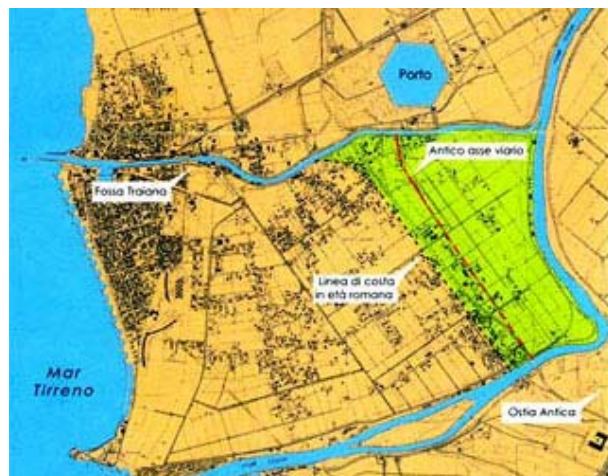 Porto
Antico asse viario
Fossa Traiana
Linea di costa
in età romana
Mar
Tirreno
Ostia Antica